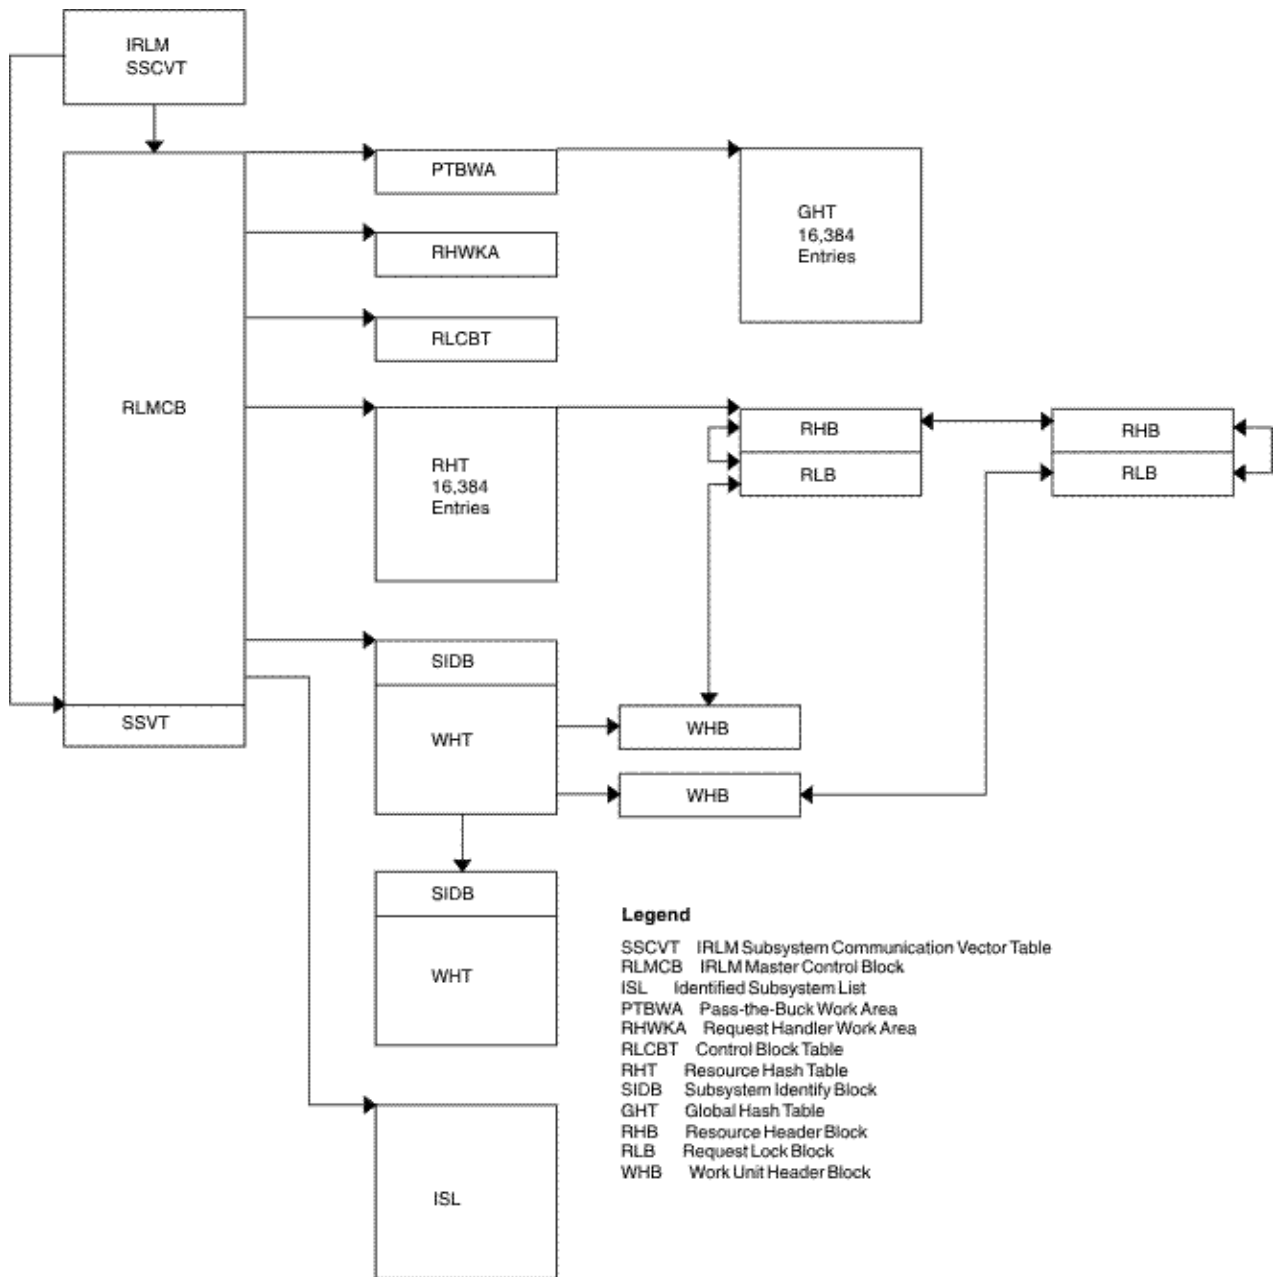 IRLM
SSCVT
PTBWA
GHT
16,384
Entries
RHWKA
RLCBT
RLMCB
RHT
16,384
Entries
RHB
RLB
RHB
RLB
SIDB
WHT
SSVT
WHB
WHB
SIDB
WHT
ISL
Legend
SSCVT IRLM Subsystem Communication Vector Table
RLMCB IRLM Master Control Block
ISL Identified Subsystem List
PTBWA Pass-the-Buck Work Area
RHWKA Request Handler Work Area
RLCBT Control Block Table
RHT Resource Hash Table
SIDB Subsystem Identify Block
GHT Global Hash Table
RHB Resource Header Block
RLB Request Lock Block
WHB Work Unit Header Block